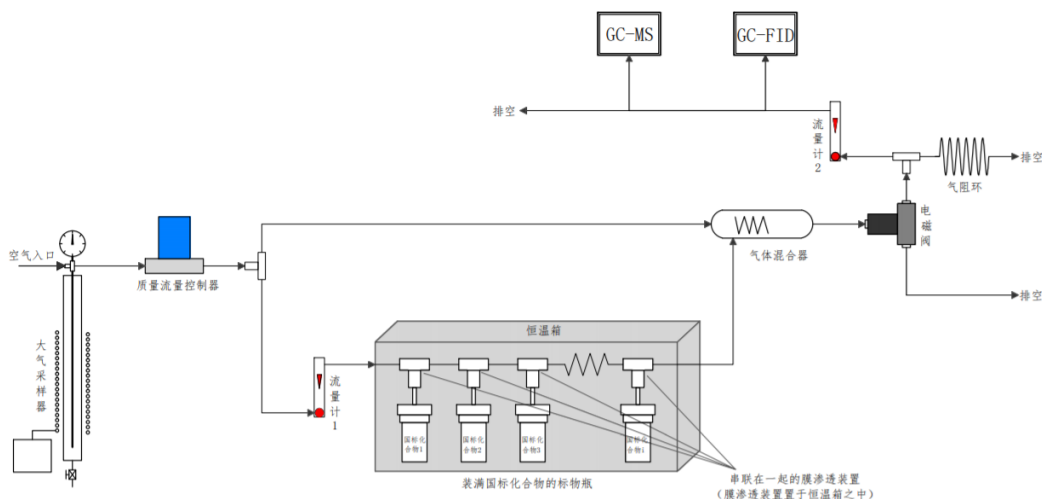 GC-MS
GC-FID
排空
流量计2
排空
气阻环
电磁阀
空气入口
质量流量控制器
气体混合器
排空
恒温箱
大气采样器
流量计1
国标化合物1
国标化合物2
国标化合物3
国标化合物i
装满国标化合物的标物瓶
串联在一起的膜渗透装置
(膜渗透装置置于恒温箱之中)